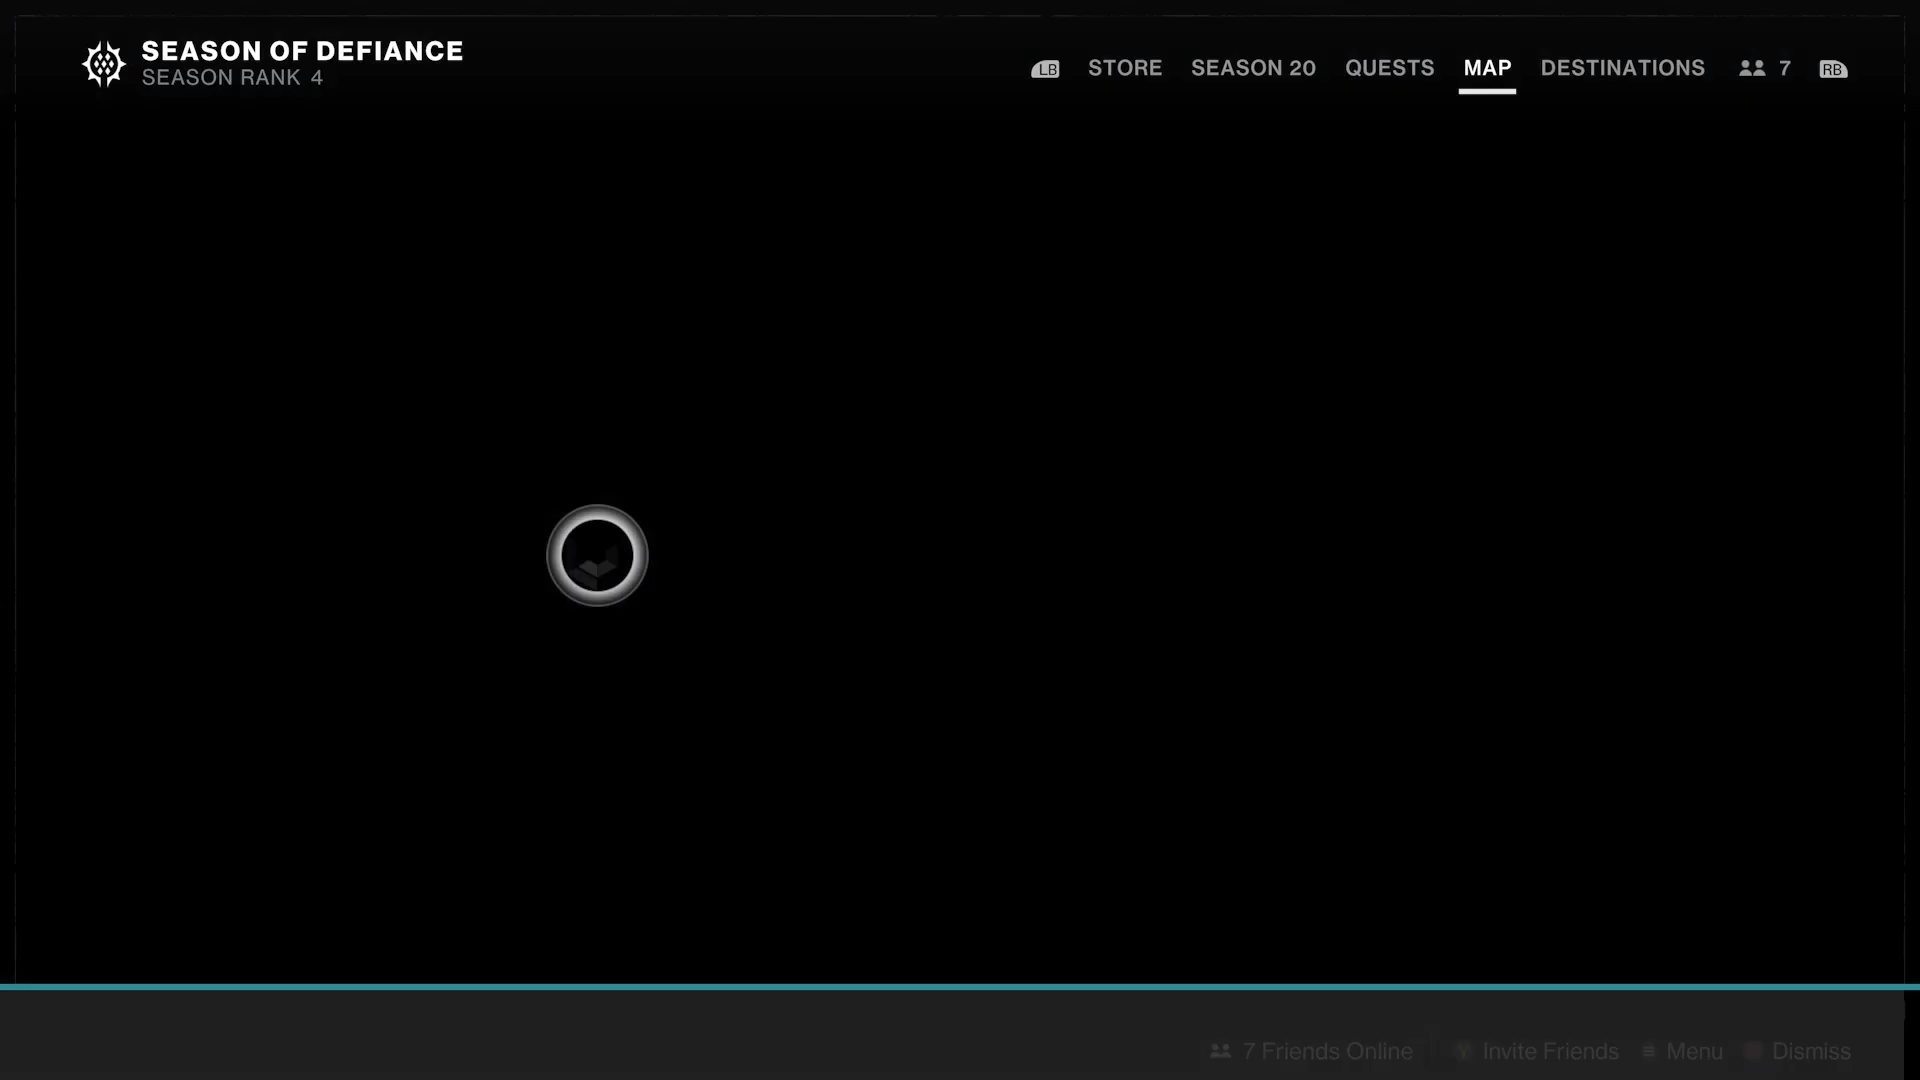 SEASON OF DEFIANCE
SEASON RANK 4
LB STORE SEASON 20 QUESTS MAP DESTINATIONS 7 RB
7 Friends Online Y Invite Friends Menu Dismiss